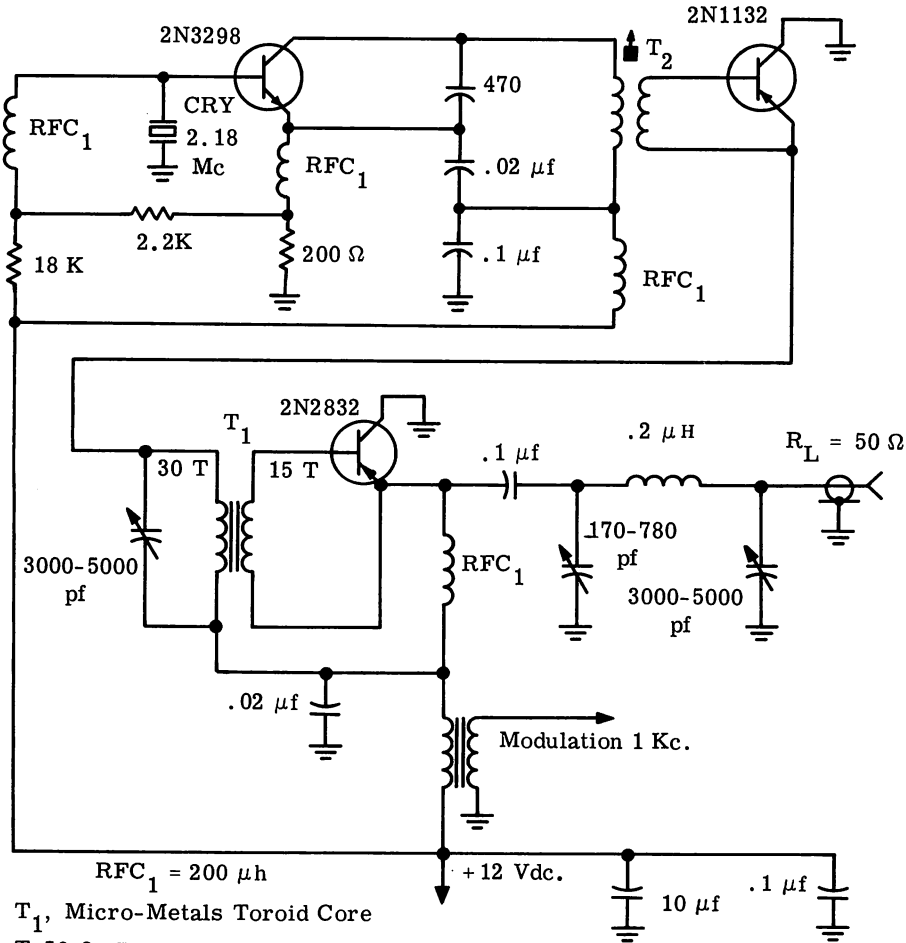 2N1132
2N3298
T2
470
CRY
2.18
Mc
RFC1
RFC1
.02 µf
2.2K
18 K
200 Ω
.1 µf
RFC1
2N2832
T1
30 T
15 T
.1 µf
.2 µH
RL = 50 Ω
3000-5000
pf
RFC1
170-780
pf
3000-5000
pf
.02 µf
Modulation 1 Kc.
RFC1 = 200 µh
+12 Vdc.
10 µf
.1 µf
T1, Micro-Metals Toroid Core